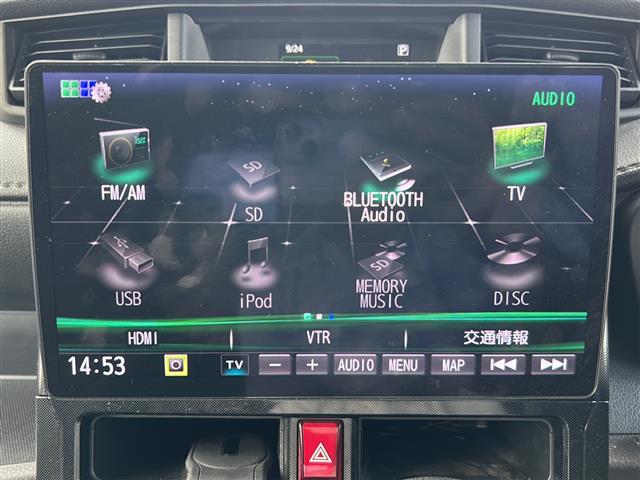 9/24 P
AUDIO
FM/AM SD BLUETOOTH Audio TV
USB iPod MEMORY MUSIC DISC
HDMI VTR 交通情報
14:53 TV − + AUDIO MENU MAP